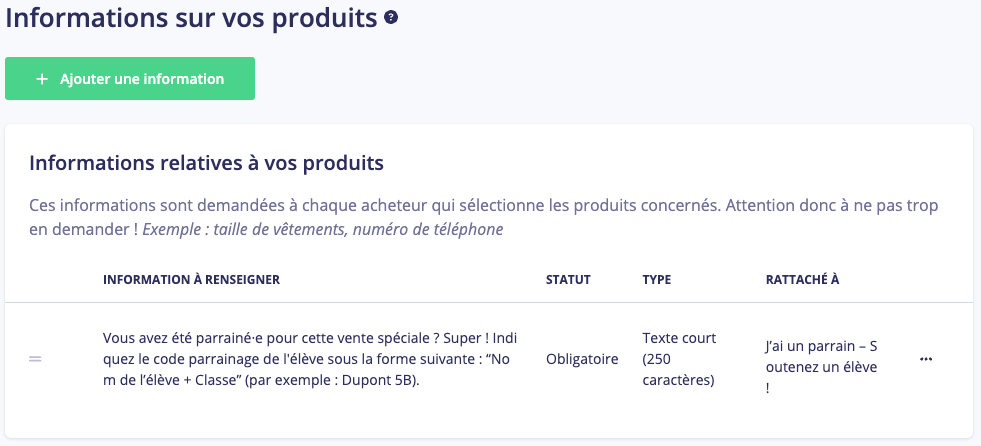 Informations sur vos produits ?
+ Ajouter une information
Informations relatives à vos produits
Ces informations sont demandées à chaque acheteur qui sélectionne les produits concernés. Attention donc à ne pas trop
en demander ! Exemple : taille de vêtements, numéro de téléphone
INFORMATION À RENSEIGNER STATUT TYPE RATTACHÉ À
Vous avez été parrainé·e pour cette vente spéciale ? Super ! Indi
quez le code parrainage de l'élève sous la forme suivante : “No
m de l’élève + Classe” (par exemple : Dupont 5B).
Obligatoire
Texte court
(250
caractères)
J’ai un parrain – S
outenez un élève
!